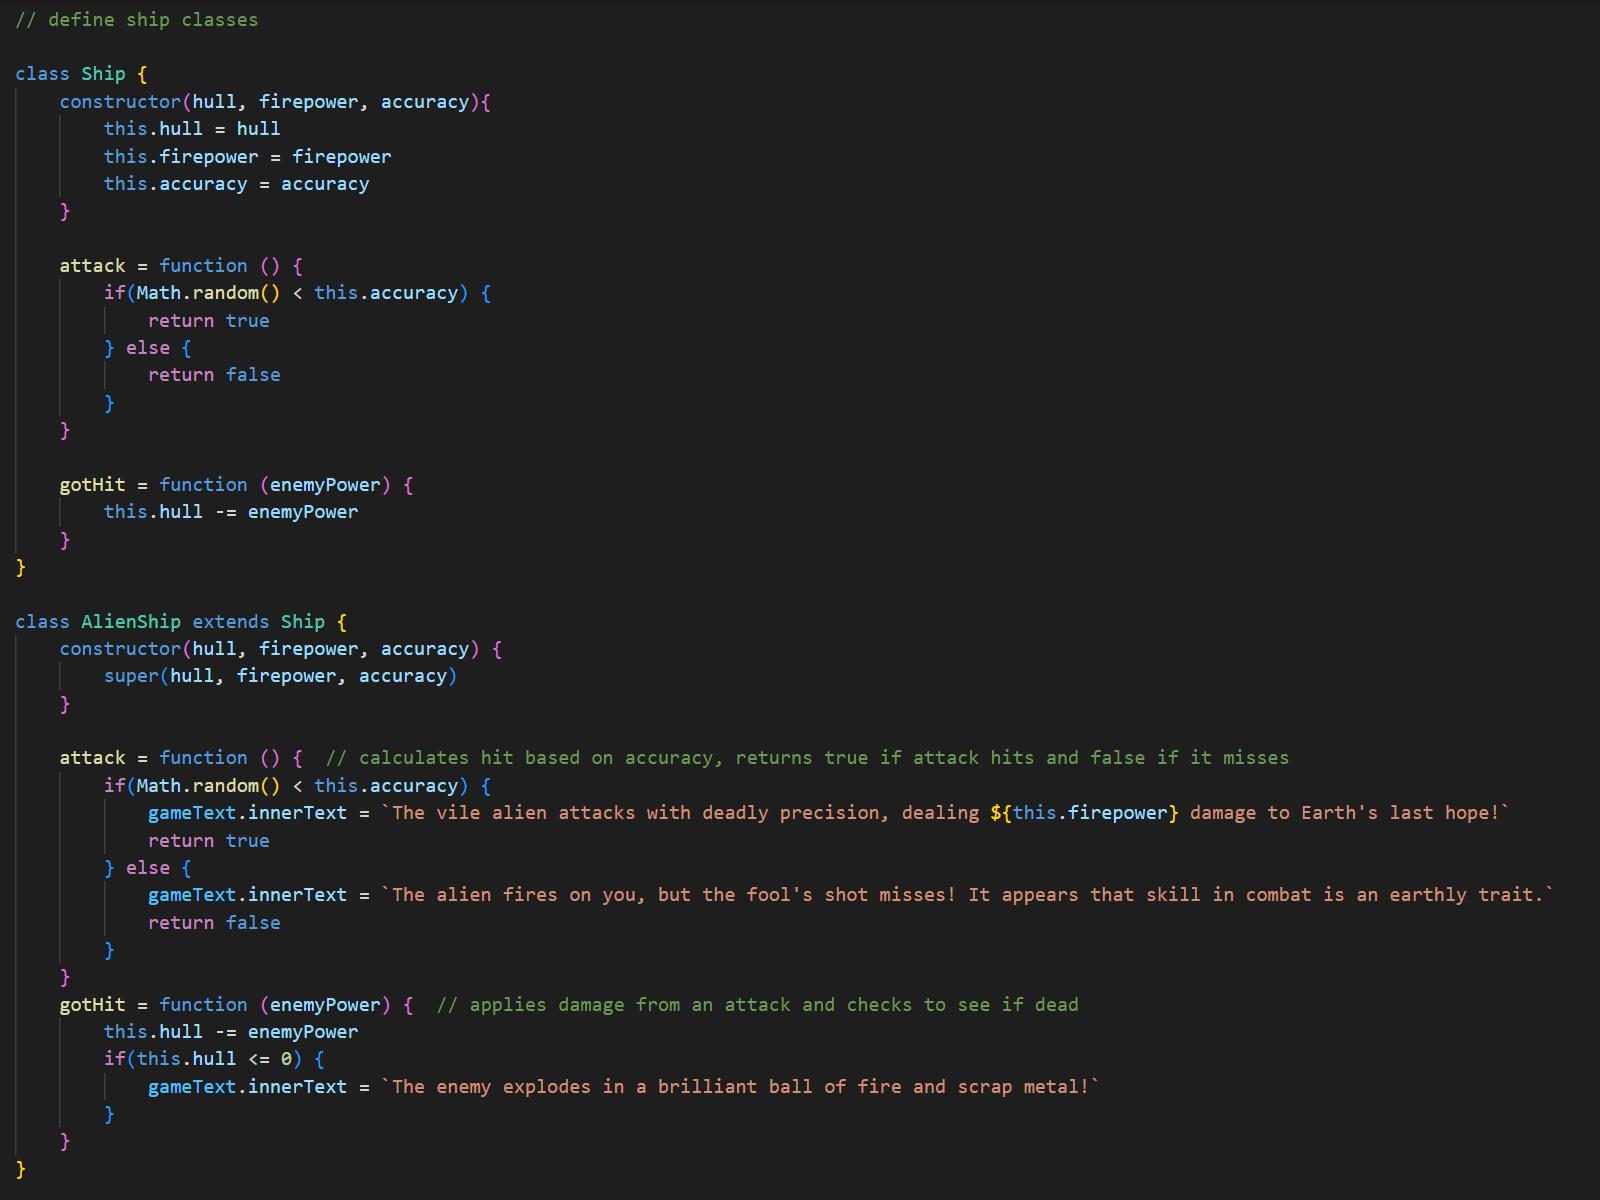 // define ship classes

class Ship {
    constructor(hull, firepower, accuracy){
        this.hull = hull
        this.firepower = firepower
        this.accuracy = accuracy
    }

    attack = function () {
        if(Math.random() < this.accuracy) {
            return true
        } else {
            return false
        }
    }

    gotHit = function (enemyPower) {
        this.hull -= enemyPower
    }
}

class AlienShip extends Ship {
    constructor(hull, firepower, accuracy) {
        super(hull, firepower, accuracy)
    }

    attack = function () {  // calculates hit based on accuracy, returns true if attack hits and false if it misses
        if(Math.random() < this.accuracy) {
            gameText.innerText = `The vile alien attacks with deadly precision, dealing ${this.firepower} damage to Earth's last hope!`
            return true
        } else {
            gameText.innerText = `The alien fires on you, but the fool's shot misses! It appears that skill in combat is an earthly trait.`
            return false
        }
    }
    gotHit = function (enemyPower) {  // applies damage from an attack and checks to see if dead
        this.hull -= enemyPower
        if(this.hull <= 0) {
            gameText.innerText = `The enemy explodes in a brilliant ball of fire and scrap metal!`
        }
    }
}